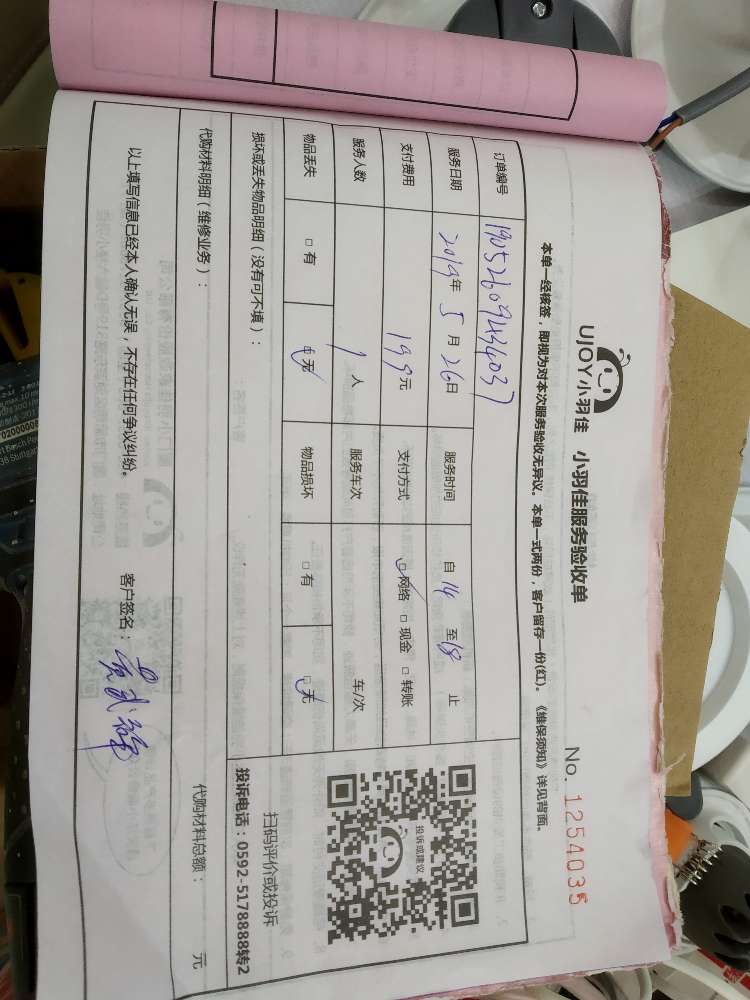 UJOY小羽佳 小羽佳服务验收单
No. 1254035
本单一经核签，即视为对本次服务验收无异议。本单一式两份，客户留存一份(红)。《维保须知》详见背面。
订单编号
服务日期 2019年 5月 26日 服务时间 自 14 至 18 止
支付费用 199元 支付方式 ☑网络 □现金 □转账
服务人数 1人 服务车次 车/次
物品丢失 □有 ☑无 物品损坏 □有 ☑无
投诉或建议
扫码评价或投诉
投诉电话：0592-5178888转2
损坏或丢失物品明细（没有可不填）：
代购材料明细（维修业务）：
代购材料总额： 元
以上填写信息已经本人确认无误，不存在任何争议纠纷。 客户签名：